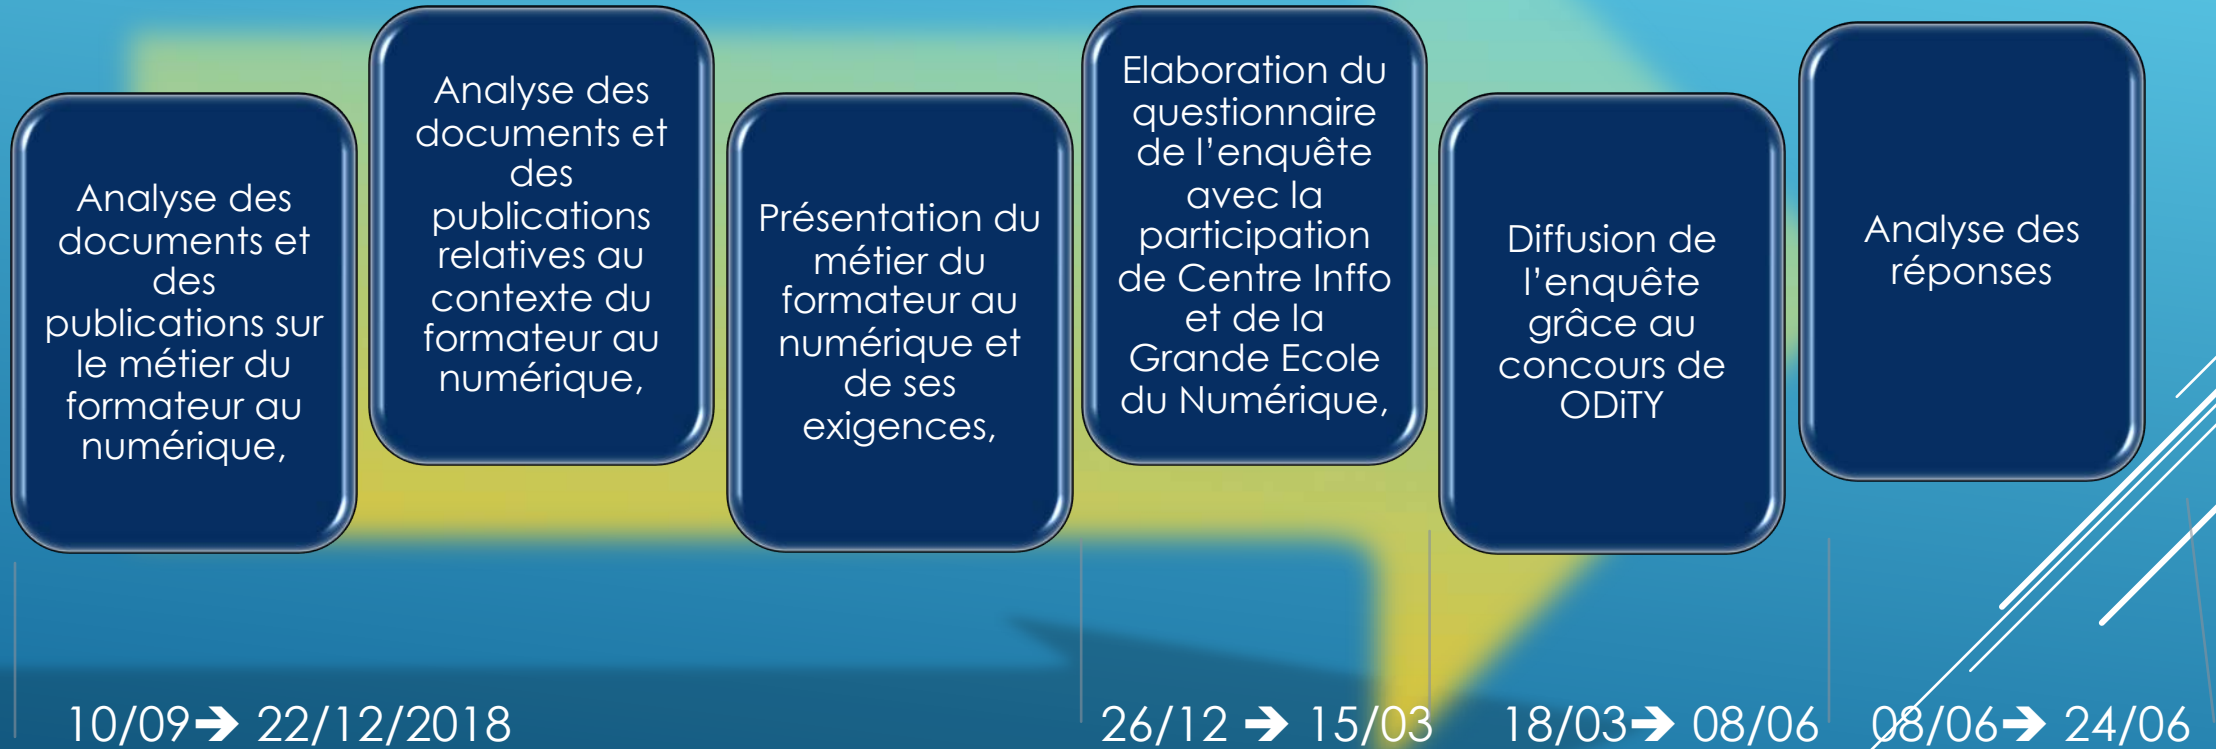 Analyse des
documents et
des
publications sur
le métier du
formateur au
numérique,
Analyse des
documents et
des
publications
relatives au
contexte du
formateur au
numérique,
Présentation du
métier du
formateur au
numérique et
de ses
exigences,
Elaboration du
questionnaire
de l’enquête
avec la
participation
de Centre Inffo
et de la
Grande Ecole
du Numérique,
Diffusion de
l’enquête
grâce au
concours de
ODiTY
Analyse des
réponses
10/09➔ 22/12/2018
26/12 ➔ 15/03
18/03➔ 08/06
08/06➔ 24/06